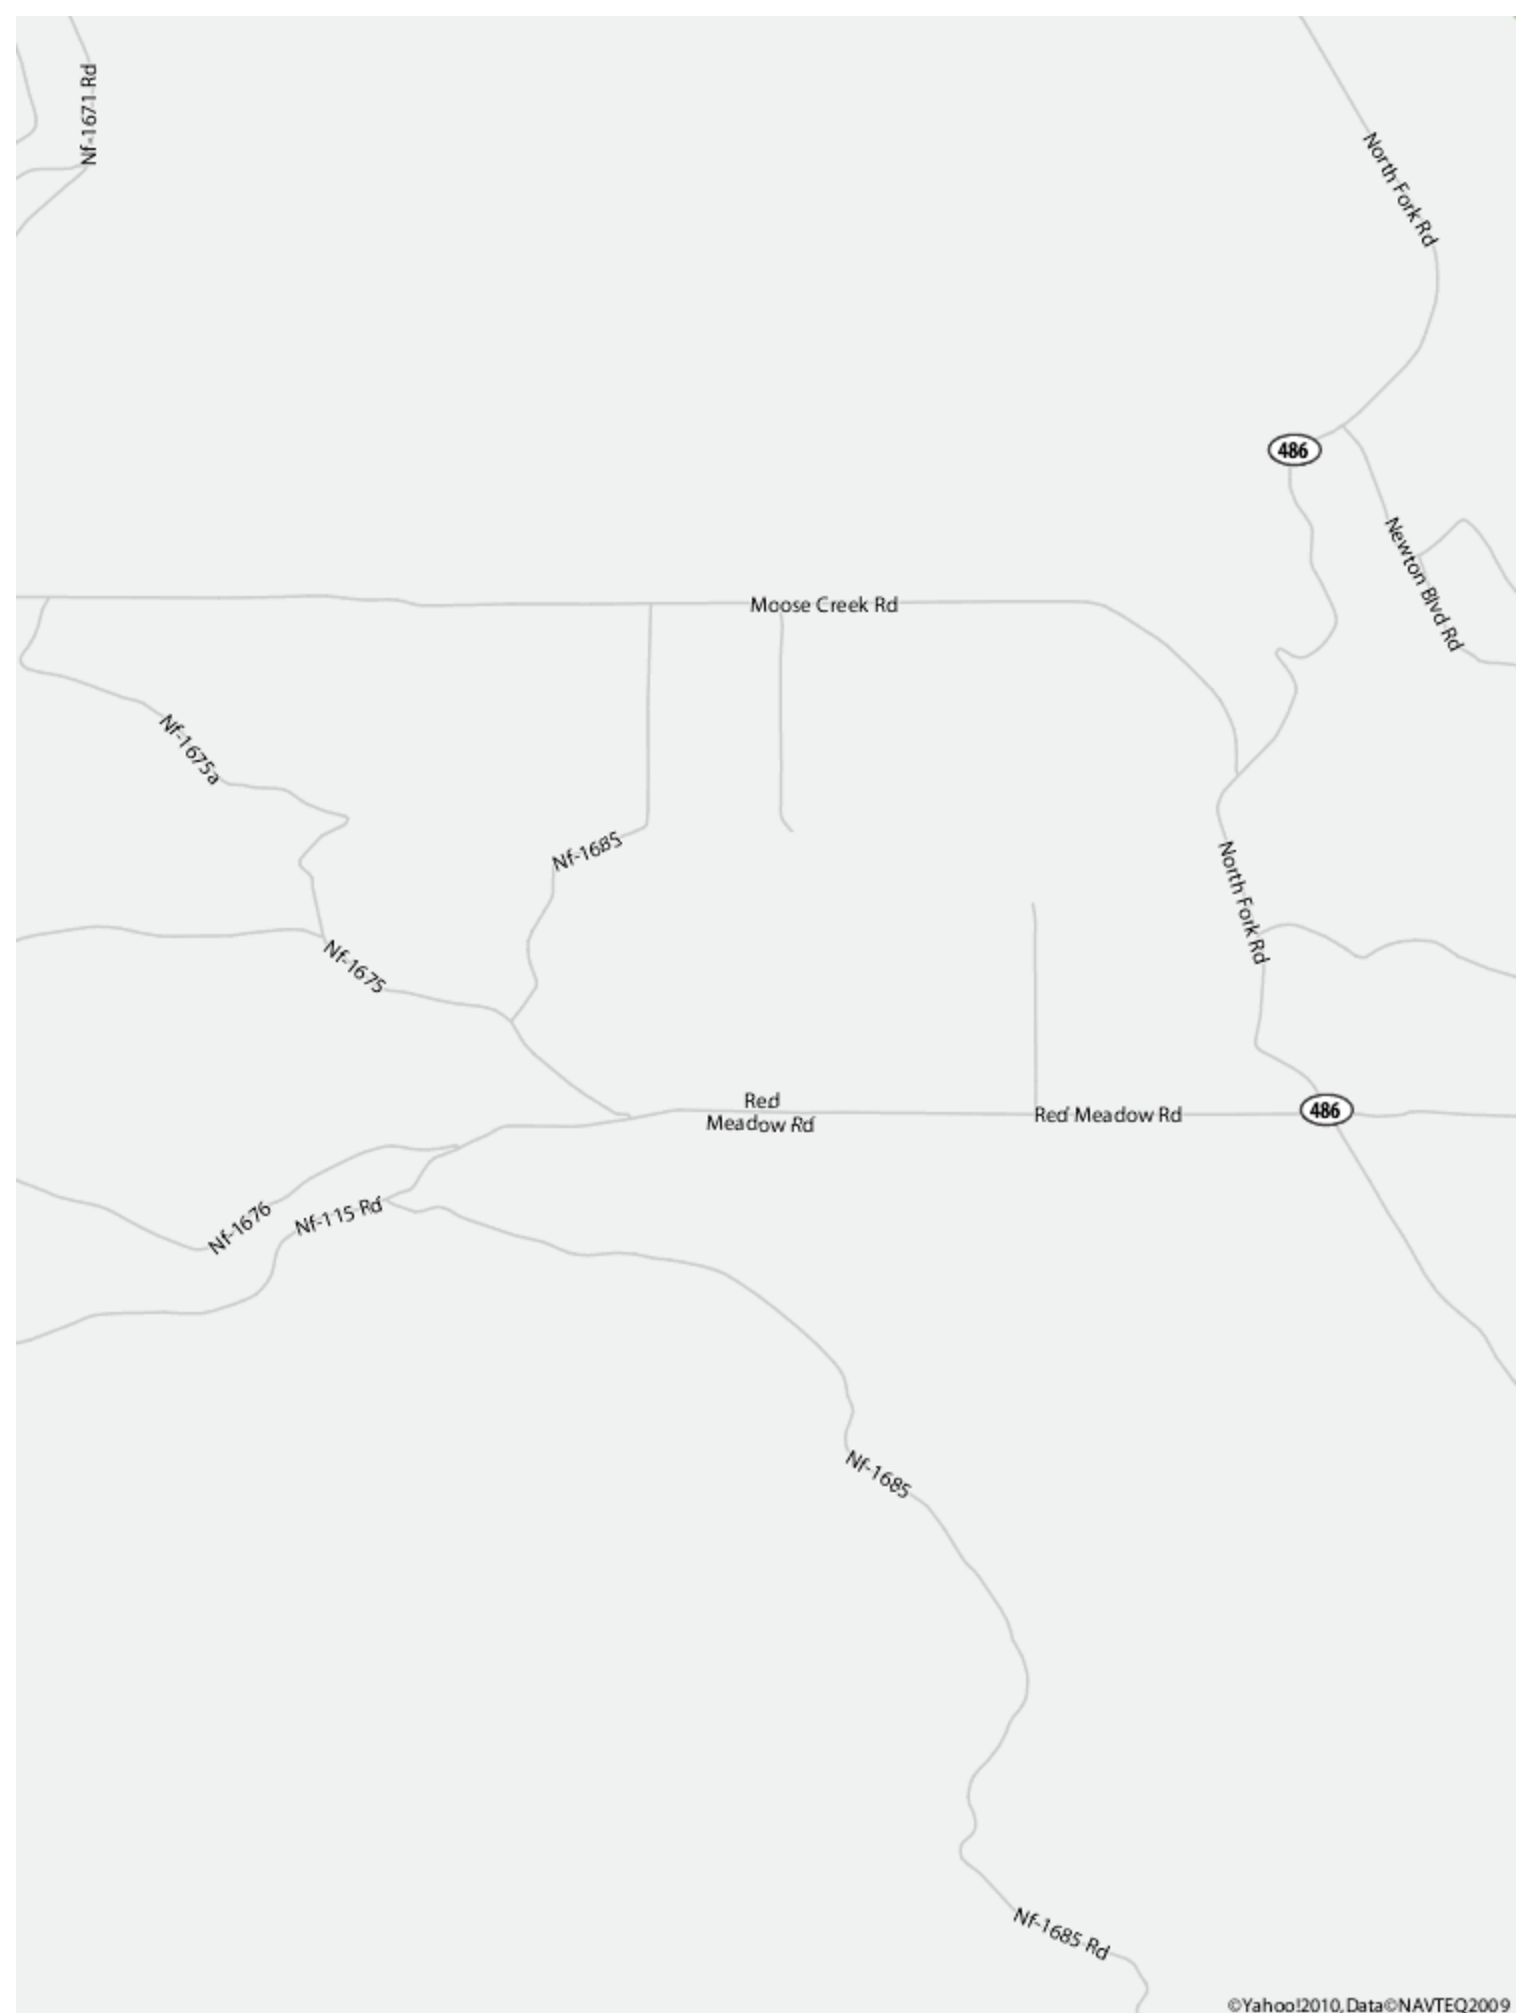 Nf-1671 Rd
North Fork Rd
486
Newton Blvd Rd
Moose Creek Rd
Nf-1675a
Nf-1685
North Fork Rd
Nf-1675
Red
Meadow Rd
Red Meadow Rd
486
Nf-1676
Nf-115 Rd
Nf-1685
Nf-1685 Rd
©Yahoo!2010, Data©NAVTEQ2009